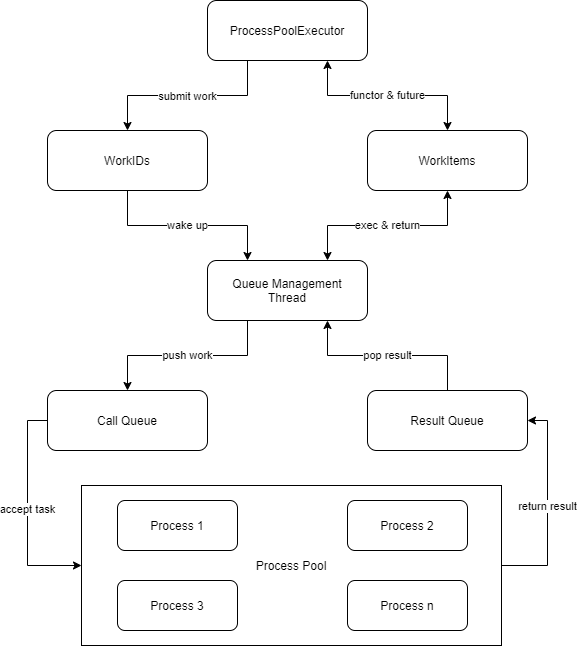 ProcessPoolExecutor
submit work
functor & future
WorkIDs
WorkItems
wake up
exec & return
Queue Management
Thread
push work
pop result
Call Queue
Result Queue
accept task
return result
Process 1
Process 2
Process Pool
Process 3
Process n